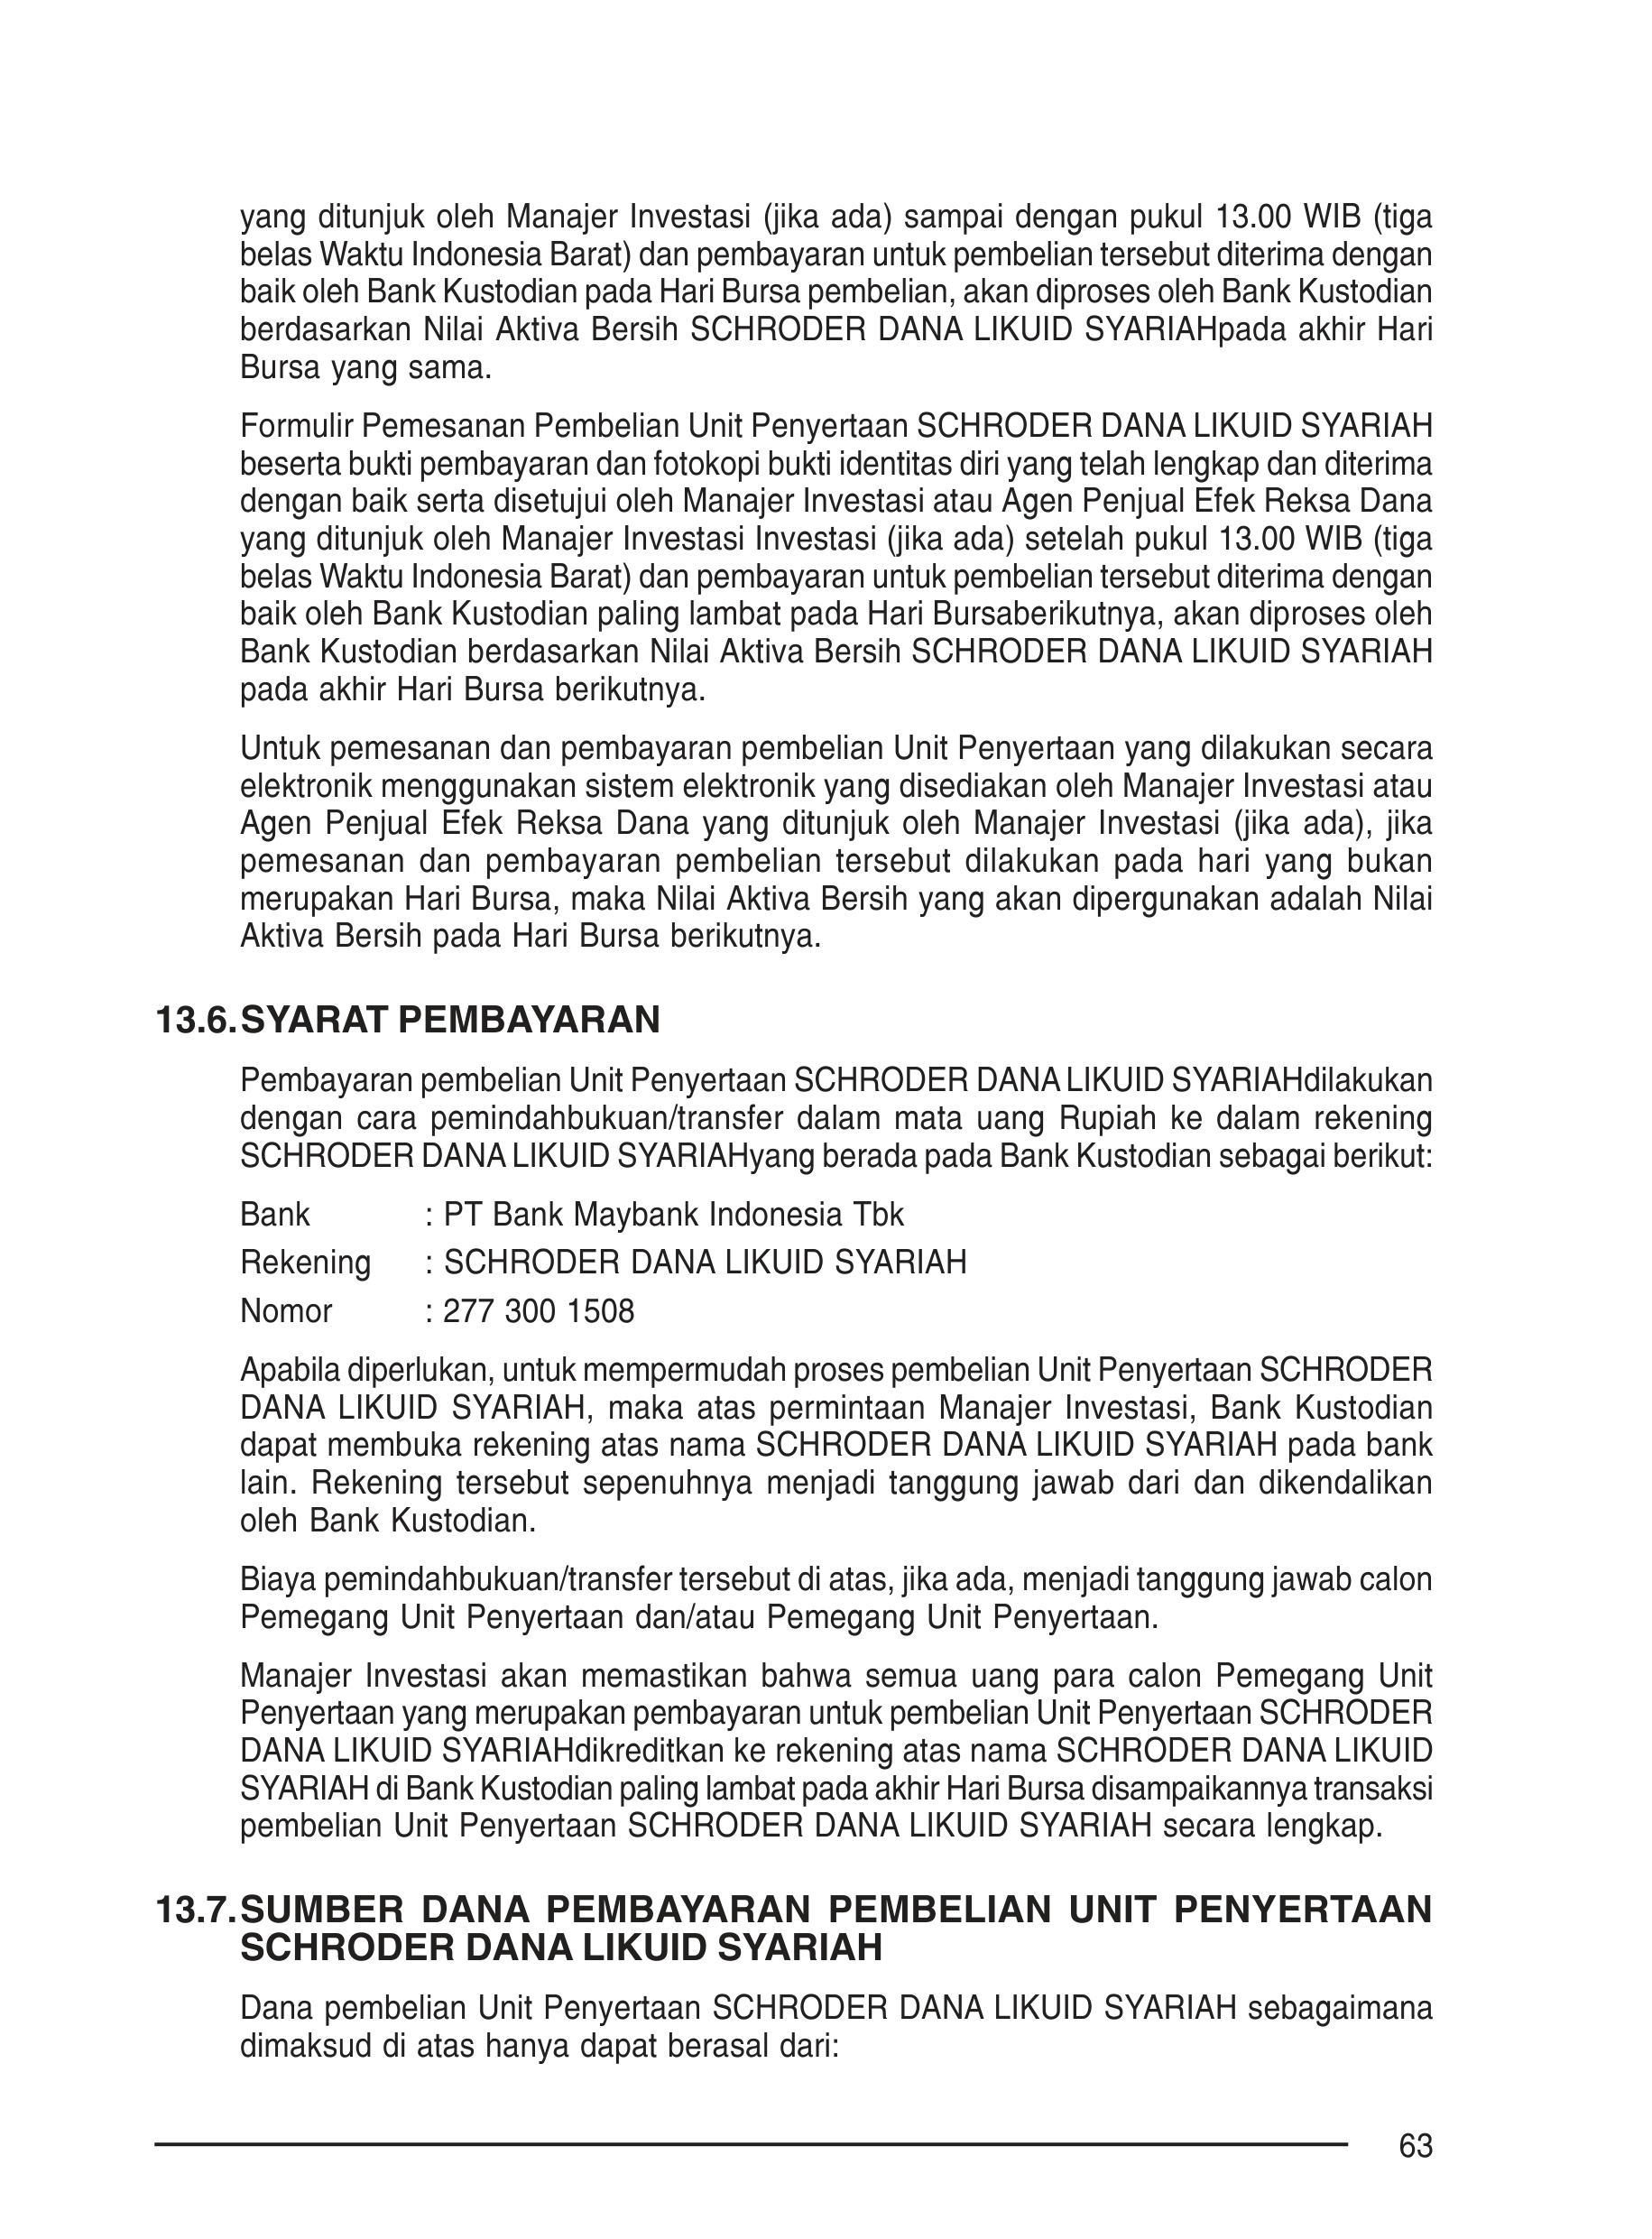 yang ditunjuk oleh Manajer Investasi (jika ada) sampai dengan pukul 13.00 WIB (tiga
belas Waktu Indonesia Barat) dan pembayaran untuk pembelian tersebut diterima dengan
baik oleh Bank Kustodian pada Hari Bursa pembelian, akan diproses oleh Bank Kustodian
berdasarkan Nilai Aktiva Bersih SCHRODER DANA LIKUID SYARIAHpada akhir Hari
Bursa yang sama.
Formulir Pemesanan Pembelian Unit Penyertaan SCHRODER DANA LIKUID SYARIAH
beserta bukti pembayaran dan fotokopi bukti identitas diri yang telah lengkap dan diterima
dengan baik serta disetujui oleh Manajer Investasi atau Agen Penjual Efek Reksa Dana
yang ditunjuk oleh Manajer Investasi Investasi (jika ada) setelah pukul 13.00 WIB (tiga
belas Waktu Indonesia Barat) dan pembayaran untuk pembelian tersebut diterima dengan
baik oleh Bank Kustodian paling lambat pada Hari Bursaberikutnya, akan diproses oleh
Bank Kustodian berdasarkan Nilai Aktiva Bersih SCHRODER DANA LIKUID SYARIAH
pada akhir Hari Bursa berikutnya.
Untuk pemesanan dan pembayaran pembelian Unit Penyertaan yang dilakukan secara
elektronik menggunakan sistem elektronik yang disediakan oleh Manajer Investasi atau
Agen Penjual Efek Reksa Dana yang ditunjuk oleh Manajer Investasi (jika ada), jika
pemesanan dan pembayaran pembelian tersebut dilakukan pada hari yang bukan
merupakan Hari Bursa, maka Nilai Aktiva Bersih yang akan dipergunakan adalah Nilai
Aktiva Bersih pada Hari Bursa berikutnya.
13.6. SYARAT PEMBAYARAN
Pembayaran pembelian Unit Penyertaan SCHRODER DANA LIKUID SYARIAHdilakukan
dengan cara pemindahbukuan/transfer dalam mata uang Rupiah ke dalam rekening
SCHRODER DANA LIKUID SYARIAHyang berada pada Bank Kustodian sebagai berikut:
Bank : PT Bank Maybank Indonesia Tbk
Rekening : SCHRODER DANA LIKUID SYARIAH
Nomor : 277 300 1508
Apabila diperlukan, untuk mempermudah proses pembelian Unit Penyertaan SCHRODER
DANA LIKUID SYARIAH, maka atas permintaan Manajer Investasi, Bank Kustodian
dapat membuka rekening atas nama SCHRODER DANA LIKUID SYARIAH pada bank
lain. Rekening tersebut sepenuhnya menjadi tanggung jawab dari dan dikendalikan
oleh Bank Kustodian.
Biaya pemindahbukuan/transfer tersebut di atas, jika ada, menjadi tanggung jawab calon
Pemegang Unit Penyertaan dan/atau Pemegang Unit Penyertaan.
Manajer Investasi akan memastikan bahwa semua uang para calon Pemegang Unit
Penyertaan yang merupakan pembayaran untuk pembelian Unit Penyertaan SCHRODER
DANA LIKUID SYARIAHdikreditkan ke rekening atas nama SCHRODER DANA LIKUID
SYARIAH di Bank Kustodian paling lambat pada akhir Hari Bursa disampaikannya transaksi
pembelian Unit Penyertaan SCHRODER DANA LIKUID SYARIAH secara lengkap.
13.7. SUMBER DANA PEMBAYARAN PEMBELIAN UNIT PENYERTAAN
SCHRODER DANA LIKUID SYARIAH
Dana pembelian Unit Penyertaan SCHRODER DANA LIKUID SYARIAH sebagaimana
dimaksud di atas hanya dapat berasal dari:
63